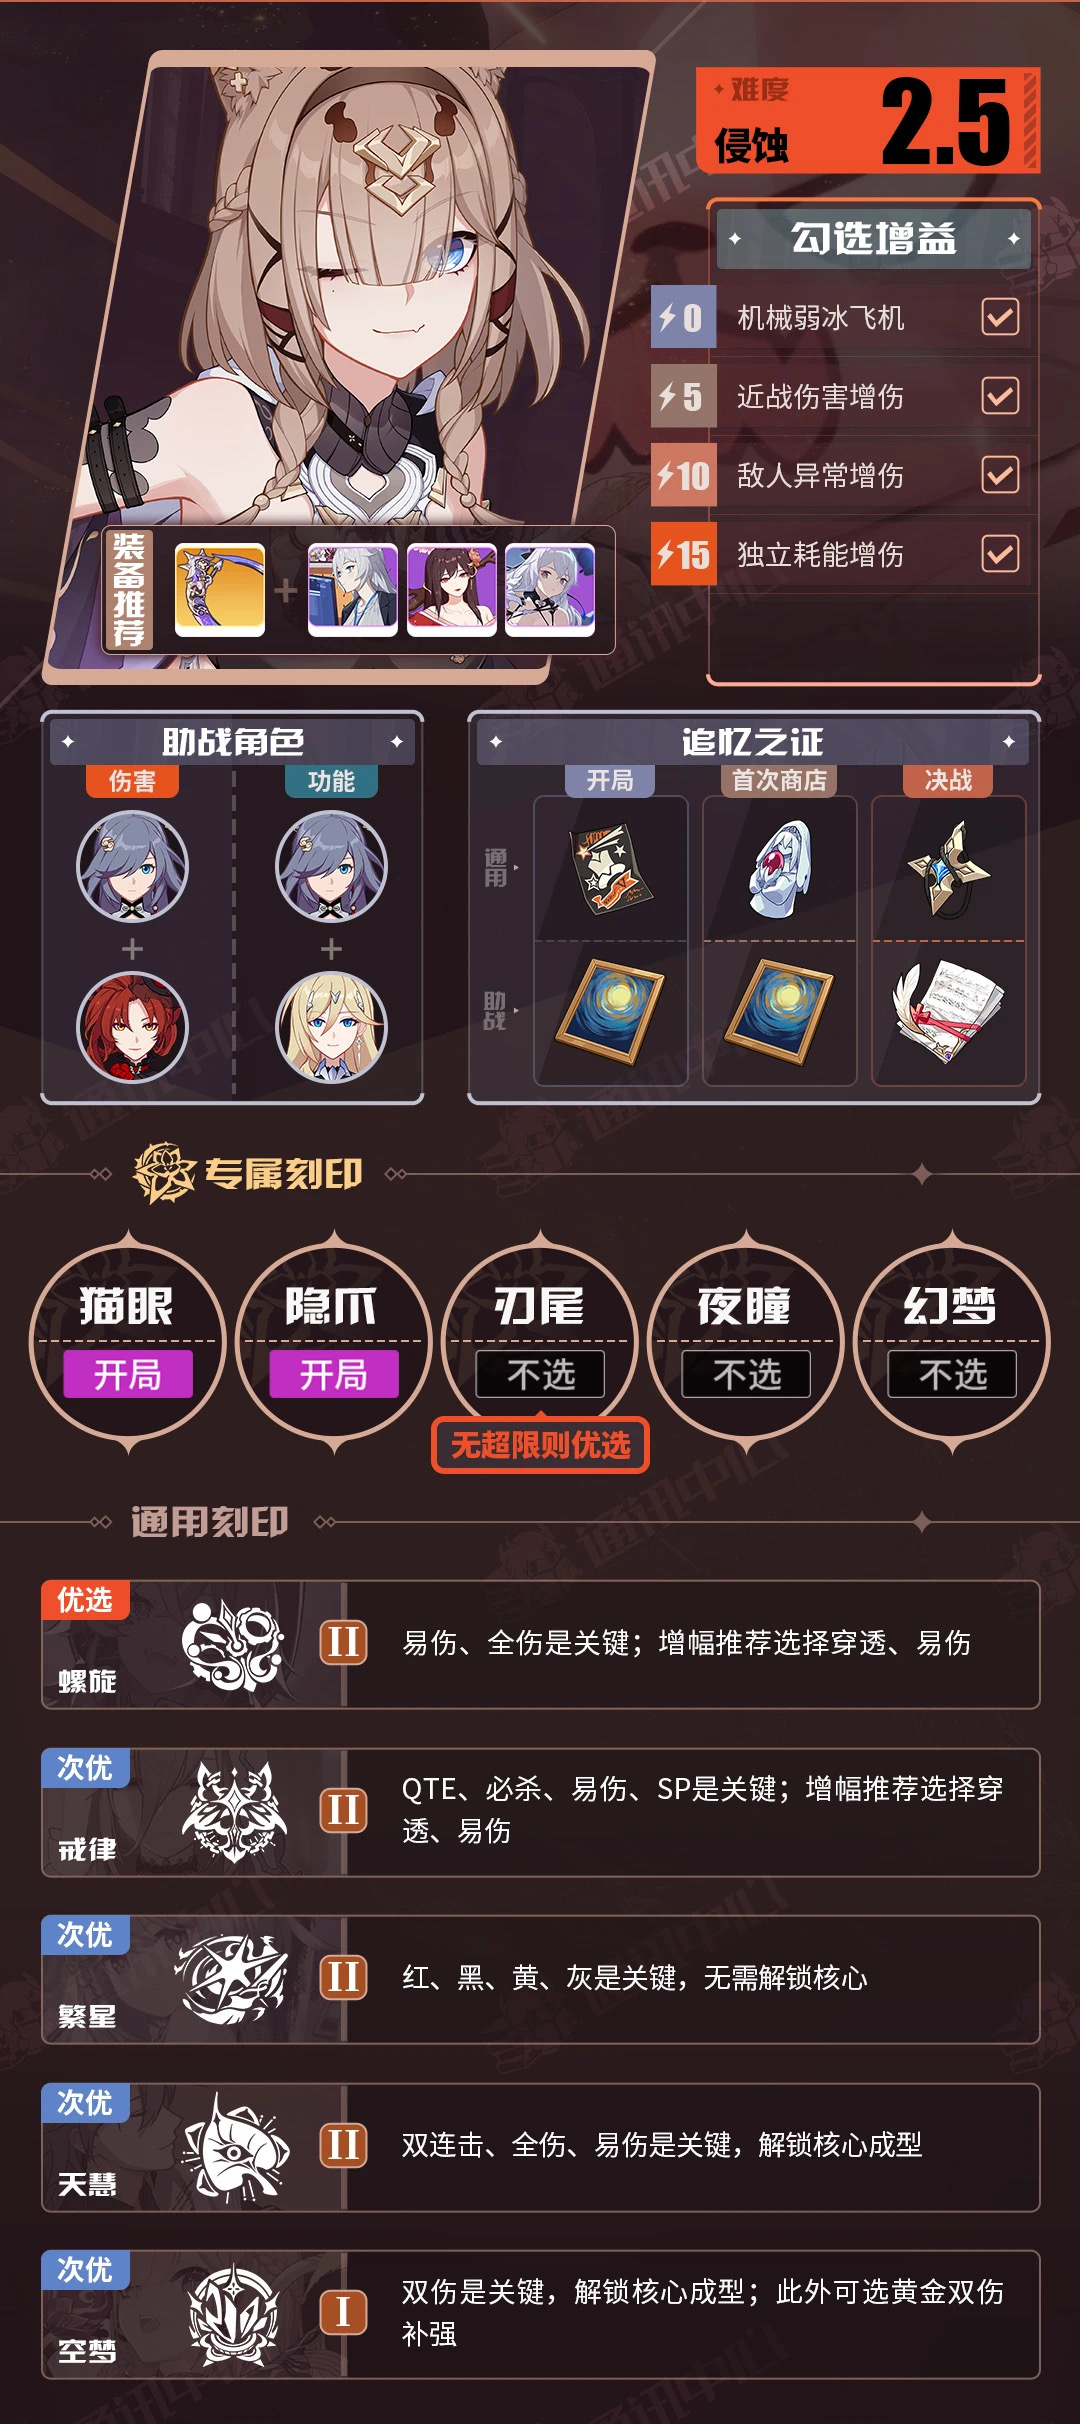 难度
侵蚀
2.5
勾选增益
0 机械弱冰飞机
5 近战伤害增伤
10 敌人异常增伤
15 独立耗能增伤
装备推荐
助战角色
伤害
功能
追忆之证
开局
首次商店
决战
通用
助战
专属刻印
猫眼
开局
隐爪
开局
刃尾
不选
无超限则优选
夜瞳
不选
幻梦
不选
通用刻印
优选
螺旋
II
易伤、全伤是关键；增幅推荐选择穿透、易伤
次优
戒律
II
QTE、必杀、易伤、SP是关键；增幅推荐选择穿
透、易伤
次优
繁星
II
红、黑、黄、灰是关键，无需解锁核心
次优
天慧
II
双连击、全伤、易伤是关键，解锁核心成型
次优
空梦
I
双伤是关键，解锁核心成型；此外可选黄金双伤
补强
通讯中心